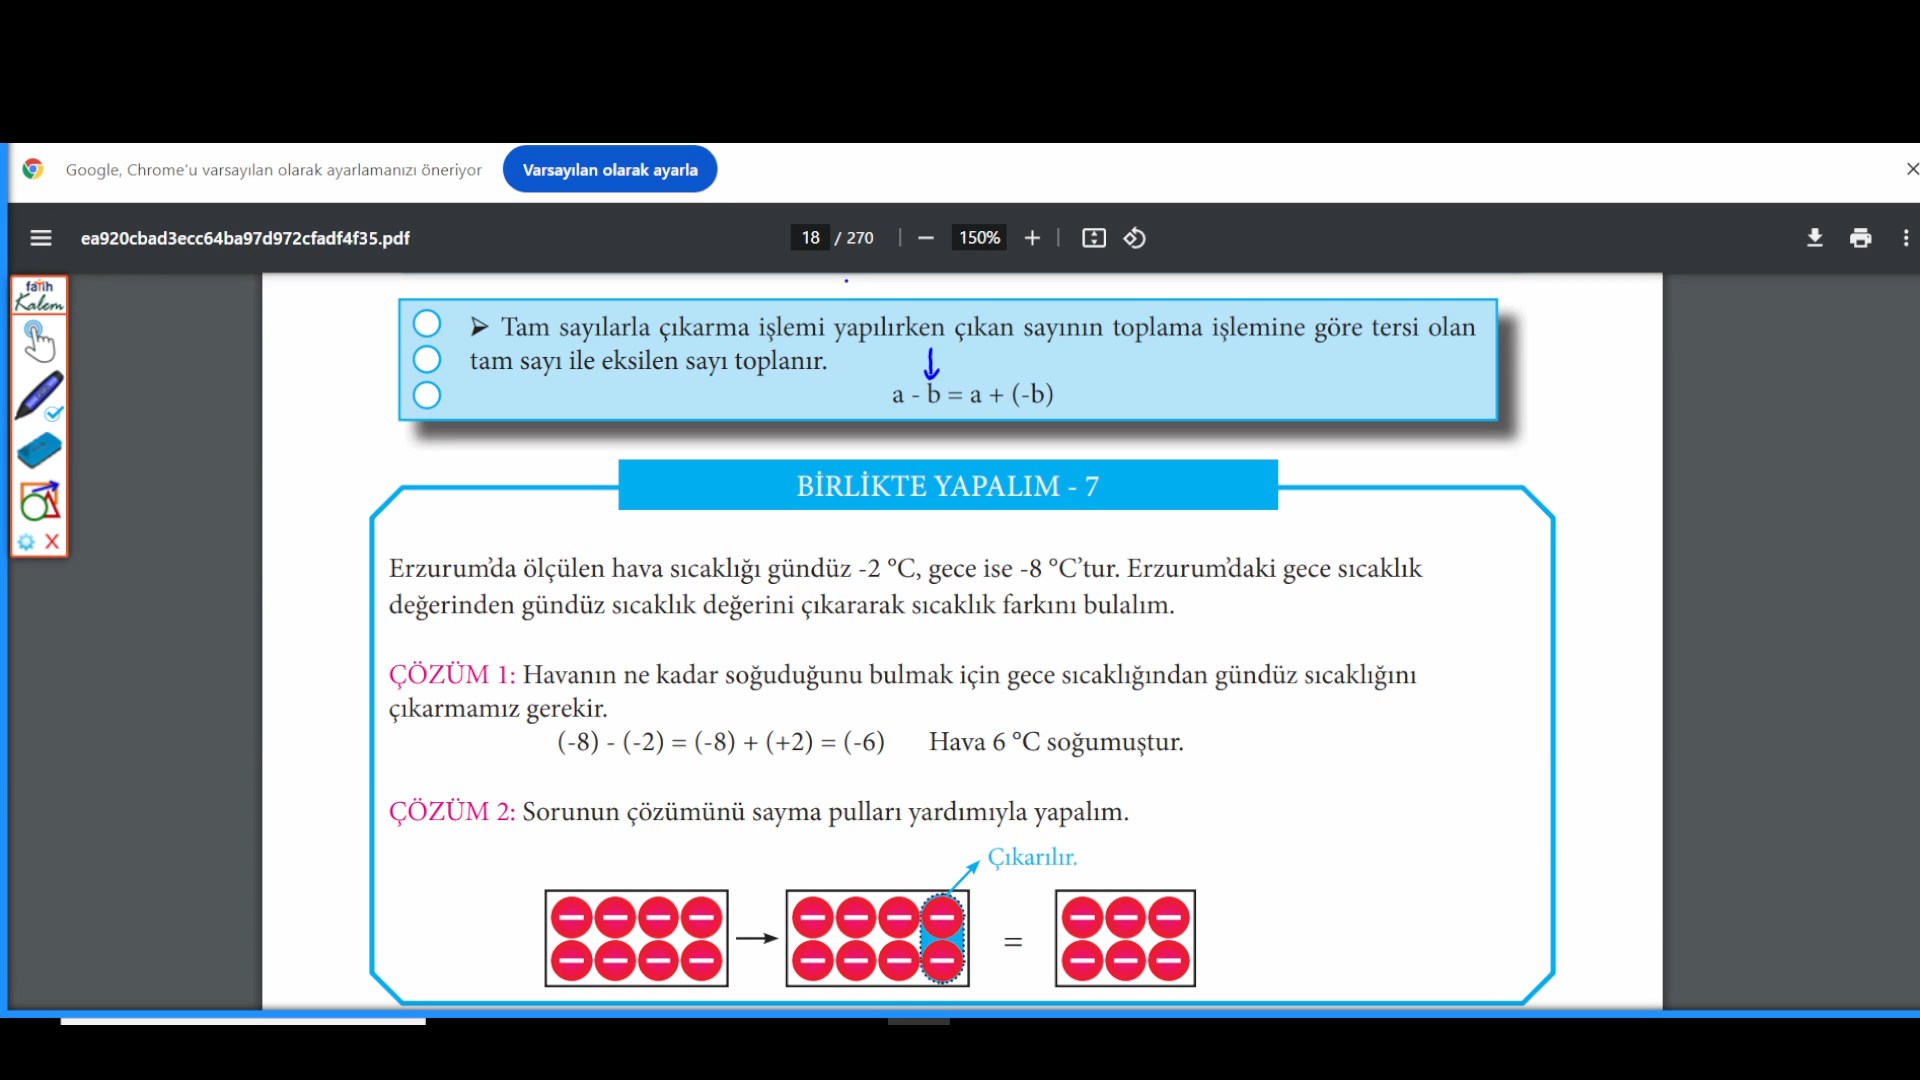 Google, Chrome'u varsayılan olarak ayarlamanızı öneriyor
Varsayılan olarak ayarla
ea920cbad3ecc64ba97d972cfadf4f35.pdf
18 / 270
150%
fatih
Kalem
➤ Tam sayılarla çıkarma işlemi yapılırken çıkan sayının toplama işlemine göre tersi olan
tam sayı ile eksilen sayı toplanır.
a - b = a + (-b)
BİRLİKTE YAPALIM - 7
Erzurum'da ölçülen hava sıcaklığı gündüz -2 °C, gece ise -8 °C'tur. Erzurum'daki gece sıcaklık
değerinden gündüz sıcaklık değerini çıkararak sıcaklık farkını bulalım.
ÇÖZÜM 1: Havanın ne kadar soğuduğunu bulmak için gece sıcaklığından gündüz sıcaklığını
çıkarmamız gerekir.
(-8) - (-2) = (-8) + (+2) = (-6) Hava 6 °C soğumuştur.
ÇÖZÜM 2: Sorunun çözümünü sayma pulları yardımıyla yapalım.
Çıkarılır.
=